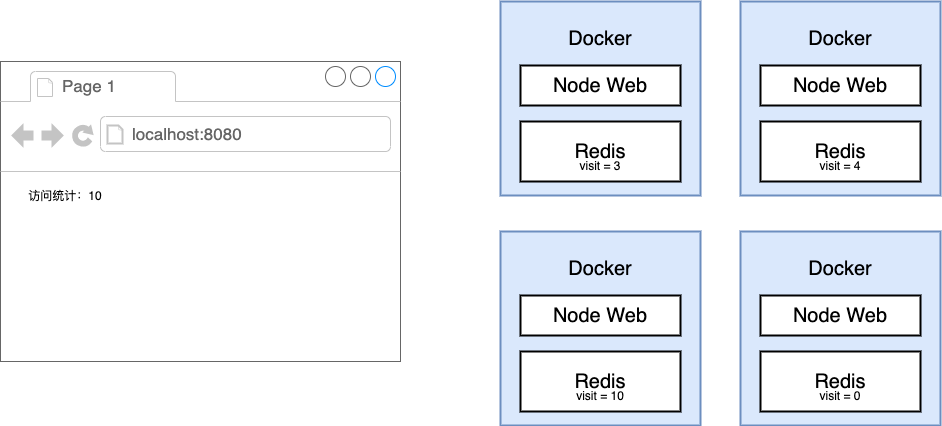 Page 1
localhost:8080
访问统计：10
Docker
Node Web
Redis
visit = 3
Docker
Node Web
Redis
visit = 4
Docker
Node Web
Redis
visit = 10
Docker
Node Web
Redis
visit = 0